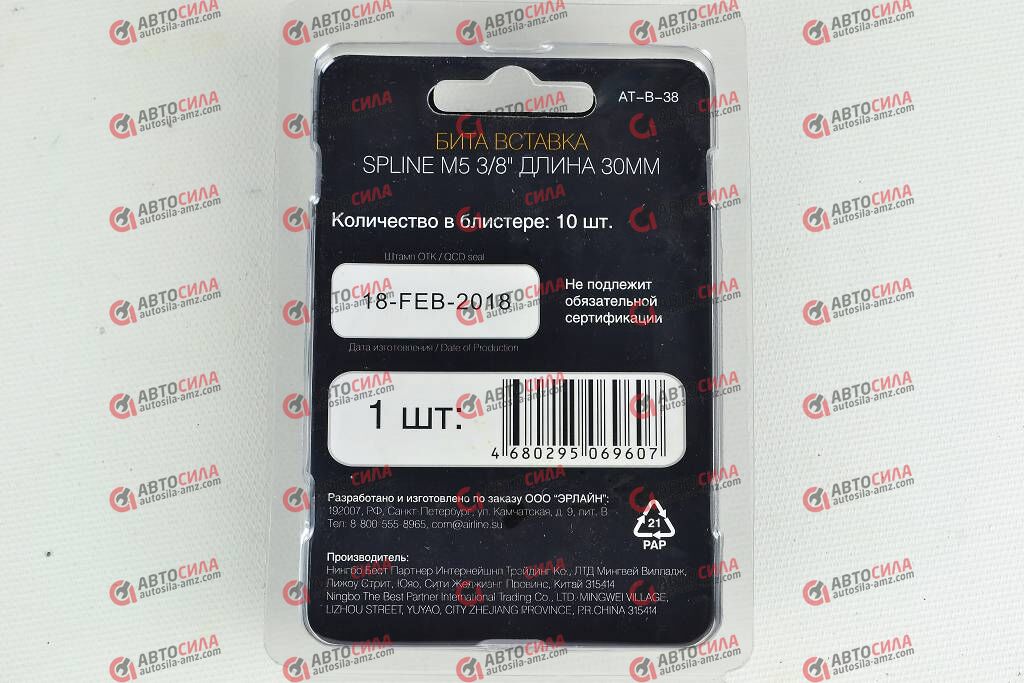 AT-B-38
БИТА ВСТАВКА
SPLINE M5 3/8" ДЛИНА 30ММ
Количество в блистере: 10 шт.
Штамп ОТК / QCD seal
18-FEB-2018
Дата изготовления / Date of Production
Не подлежит
обязательной
сертификации
1 шт:
4 680295 069607
Разработано и изготовлено по заказу ООО "ЭРЛАЙН":
192007, РФ, Санкт-Петербург, ул. Камчатская, д. 9, лит. В
Тел: 8-800-555-8965, com@airline.su
21
PAP
Производитель:
Нингбо Бест Партнер Интернейшнл Трэйдинг Ко., ЛТД Мингвей Вилладж,
Лижоу Стрит, Юяо, Сити Жежианг Провинс, Китай 315414
Ningbo The Best Partner International Trading Co., LTD. MINGWEI VILLAGE,
LIZHOU STREET, YUYAO, CITY ZHEJIANG PROVINCE, P.R.CHINA 315414
АВТОСИЛА
autosila-amz.com